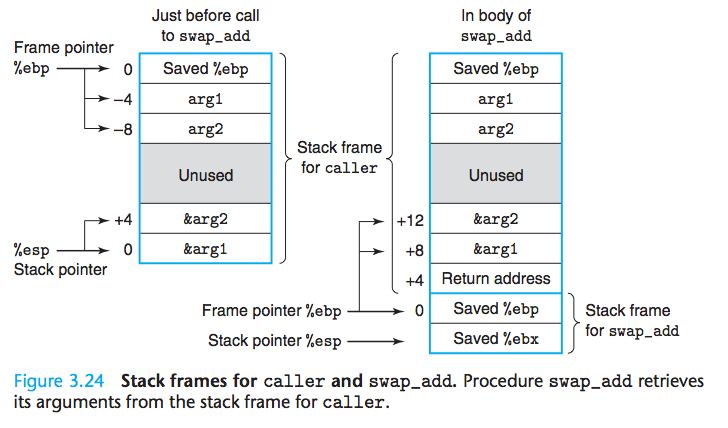 Just before call
to swap_add
In body of
swap_add
Frame pointer
%ebp
0
Saved %ebp
−4
arg1
−8
arg2
Unused
+4
&arg2
%esp
0
&arg1
Stack pointer
Stack frame
for caller
Saved %ebp
arg1
arg2
Unused
+12
&arg2
+8
&arg1
+4
Return address
Frame pointer %ebp
0
Saved %ebp
Stack pointer %esp
Saved %ebx
Stack frame
for swap_add
Figure 3.24 Stack frames for caller and swap_add. Procedure swap_add retrieves
its arguments from the stack frame for caller.